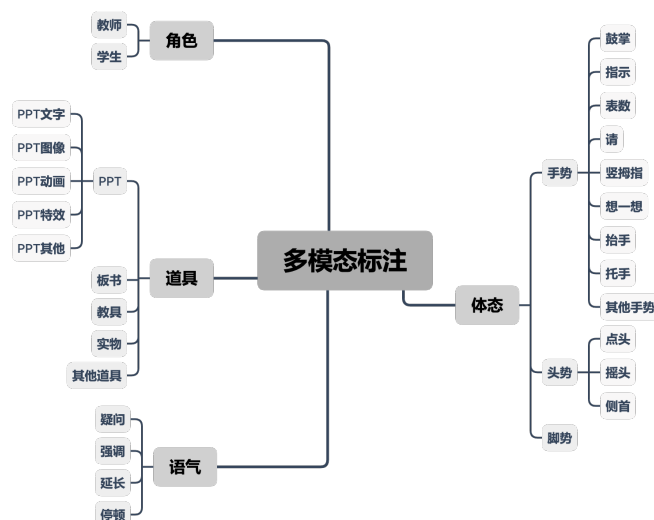 多模态标注
角色
教师
学生
道具
PPT
PPT文字
PPT图像
PPT动画
PPT特效
PPT其他
板书
教具
实物
其他道具
语气
疑问
强调
延长
停顿
体态
手势
鼓掌
指示
表数
请
竖拇指
想一想
抬手
托手
其他手势
头势
点头
摇头
侧首
脚势